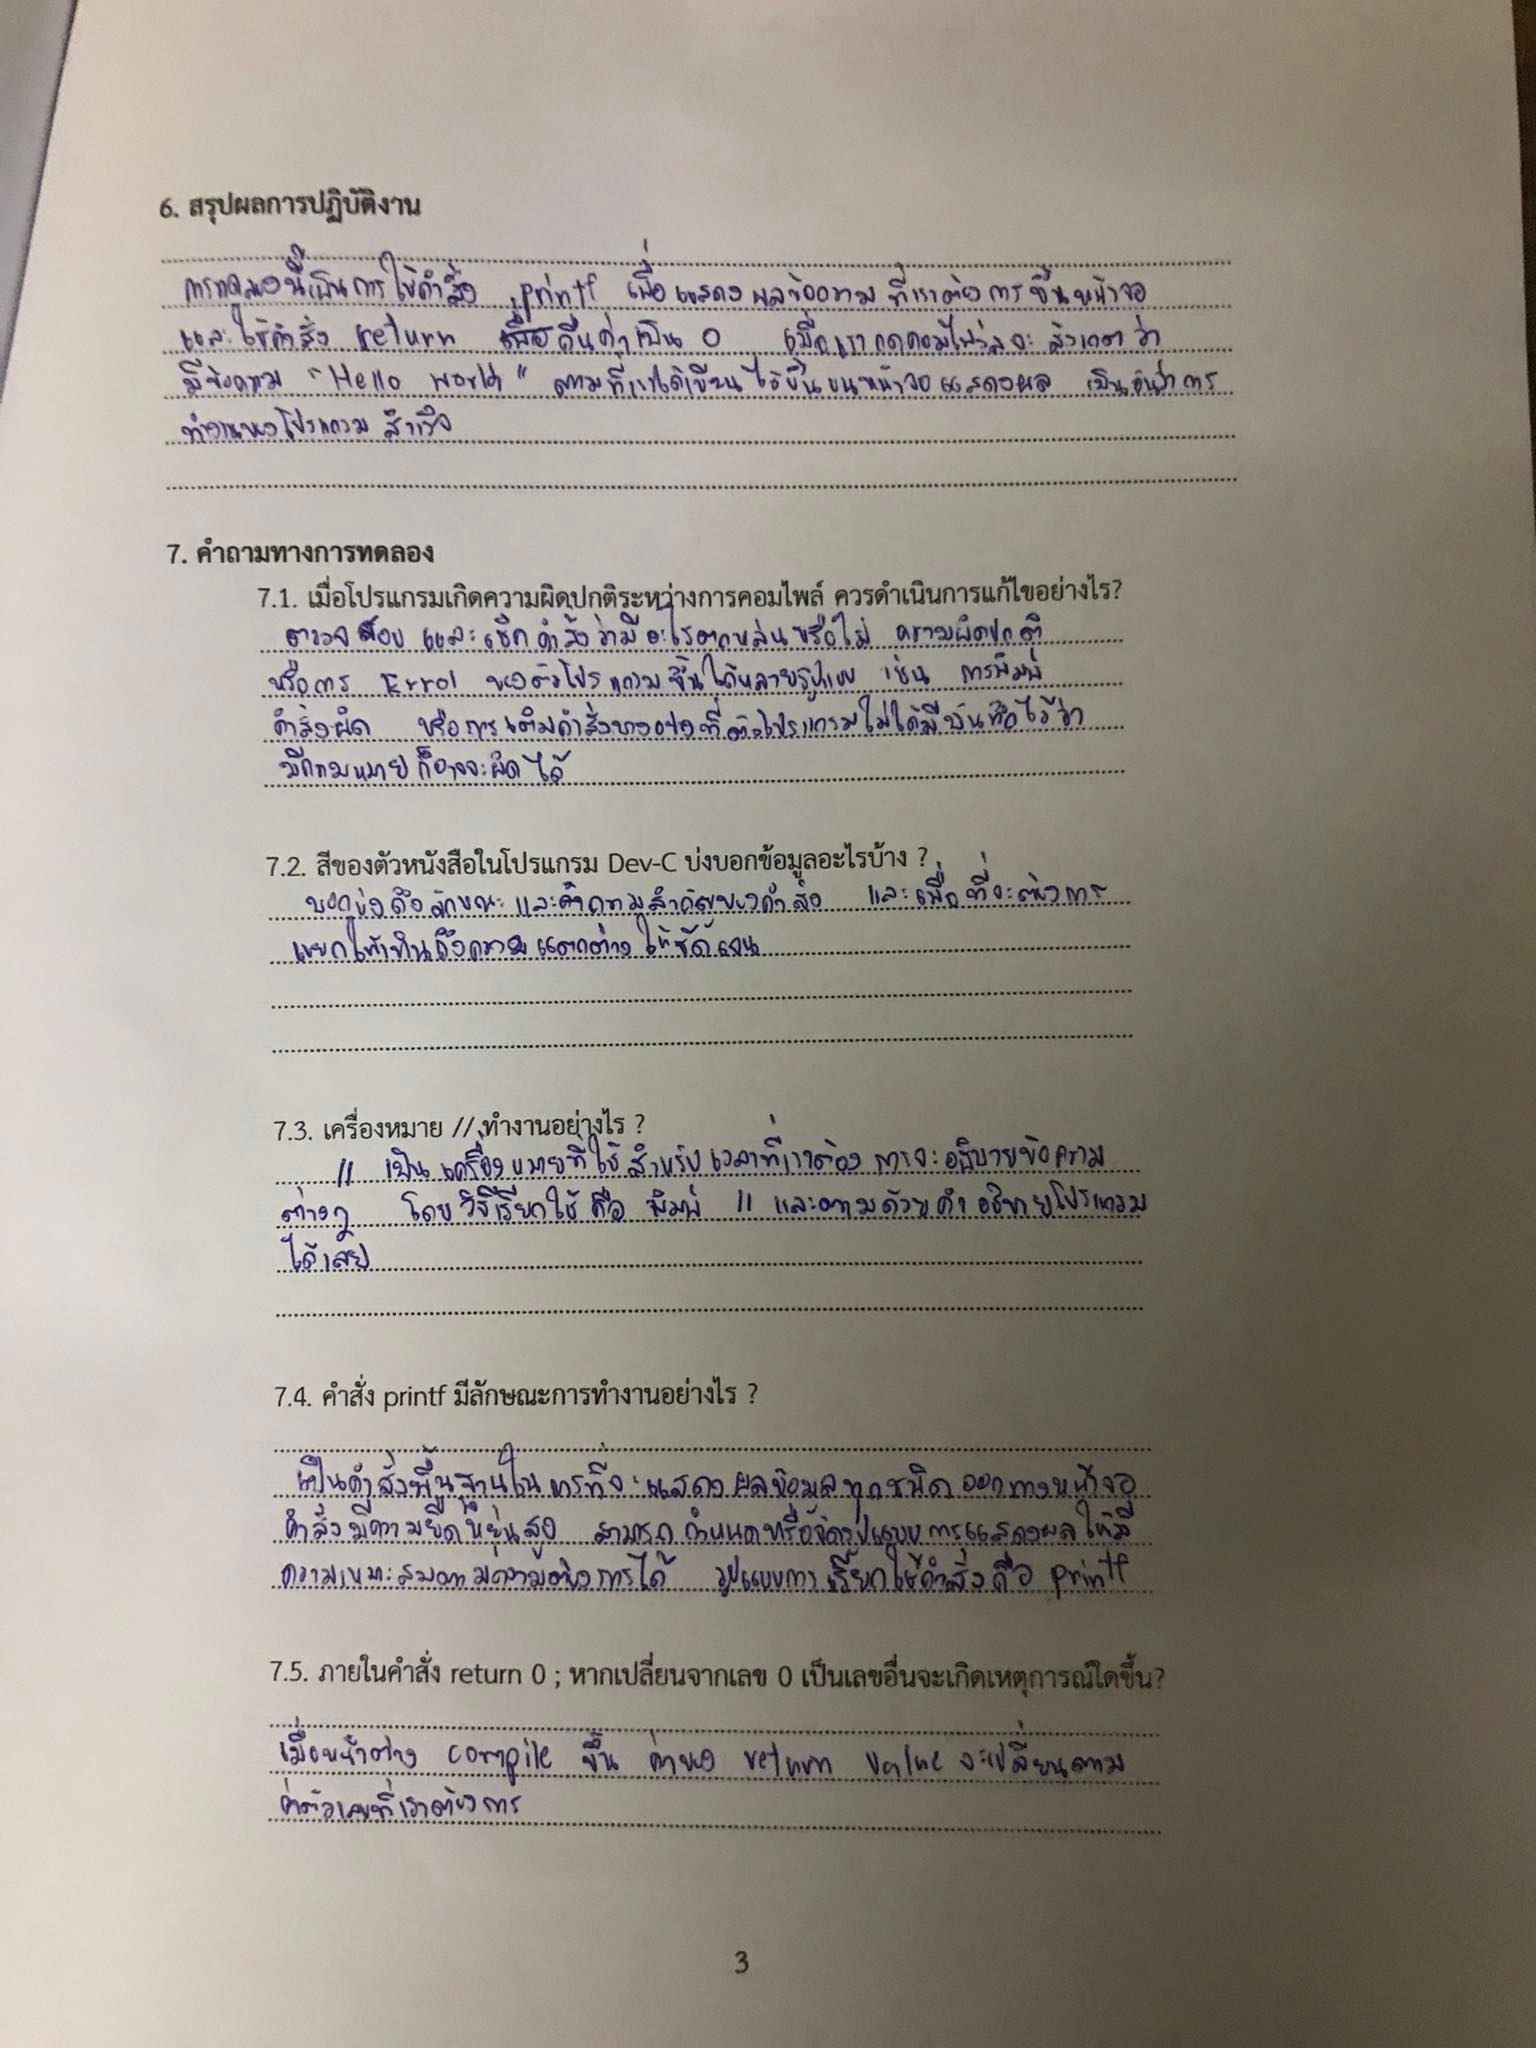 6. สรุปผลการปฏิบัติงาน
การทดลองนี้เป็นการใช้คำสั่ง printf เพื่อแสดงผลข้อความที่เราต้องการขึ้นหน้าจอ
และใช้คำสั่ง return เพื่อคืนค่าเป็น 0 เมื่อเรากดคอมไพล์จะสังเกตว่า
มีข้อความ "Hello world" ตามที่เราได้เขียนไว้ขึ้นบนหน้าจอแสดงผล เป็นอันว่าการ
ทำงานของโปรแกรมสำเร็จ
7. คำถามทางการทดลอง
7.1. เมื่อโปรแกรมเกิดความผิดปกติระหว่างการคอมไพล์ ควรดำเนินการแก้ไขอย่างไร?
ตรวจสอบ และเช็คคำสั่งว่ามีอะไรตกหล่นหรือไม่ ความผิดปกติ
หรือการ Error ของตัวโปรแกรมขึ้นได้หลายรูปแบบ เช่น การพิมพ์
คำสั่งผิด หรือการเติมคำสั่งบางอย่างที่ตัวโปรแกรมไม่ได้มีบันทึกไว้ว่า
มีความหมายก็อาจจะผิดได้
7.2. สีของตัวหนังสือในโปรแกรม Dev-C บ่งบอกข้อมูลอะไรบ้าง ?
บอกบ่งถึงลักษณะและความสำคัญของคำสั่ง และเพื่อที่จะต้องการ
แยกให้เห็นถึงความแตกต่างให้ชัดเจน
7.3. เครื่องหมาย // ทำงานอย่างไร ?
// เป็นเครื่องหมายที่ใช้สำหรับเวลาที่เราต้องการจะอธิบายข้อความ
ต่างๆ โดยวิธีเรียกใช้ คือ พิมพ์ // และตามด้วยคำอธิบายโปรแกรม
ได้เลย
7.4. คำสั่ง printf มีลักษณะการทำงานอย่างไร ?
เป็นคำสั่งพื้นฐานในการที่จะแสดงผลข้อมูลทุกชนิดออกทางหน้าจอ
คำสั่งมีความยืดหยุ่นสูง สามารถกำหนดหรือจัดรูปแบบการแสดงผลให้มี
ความเหมาะสมตามความต้องการได้ รูปแบบการเรียกใช้คำสั่งคือ printf
7.5. ภายในคำสั่ง return 0 ; หากเปลี่ยนจากเลข 0 เป็นเลขอื่นจะเกิดเหตุการณ์ใดขึ้น?
เมื่อหน้าต่าง compile ขึ้น ค่าของ return value จะเปลี่ยนตาม
ค่าตัวเลขที่เราต้องการ
3